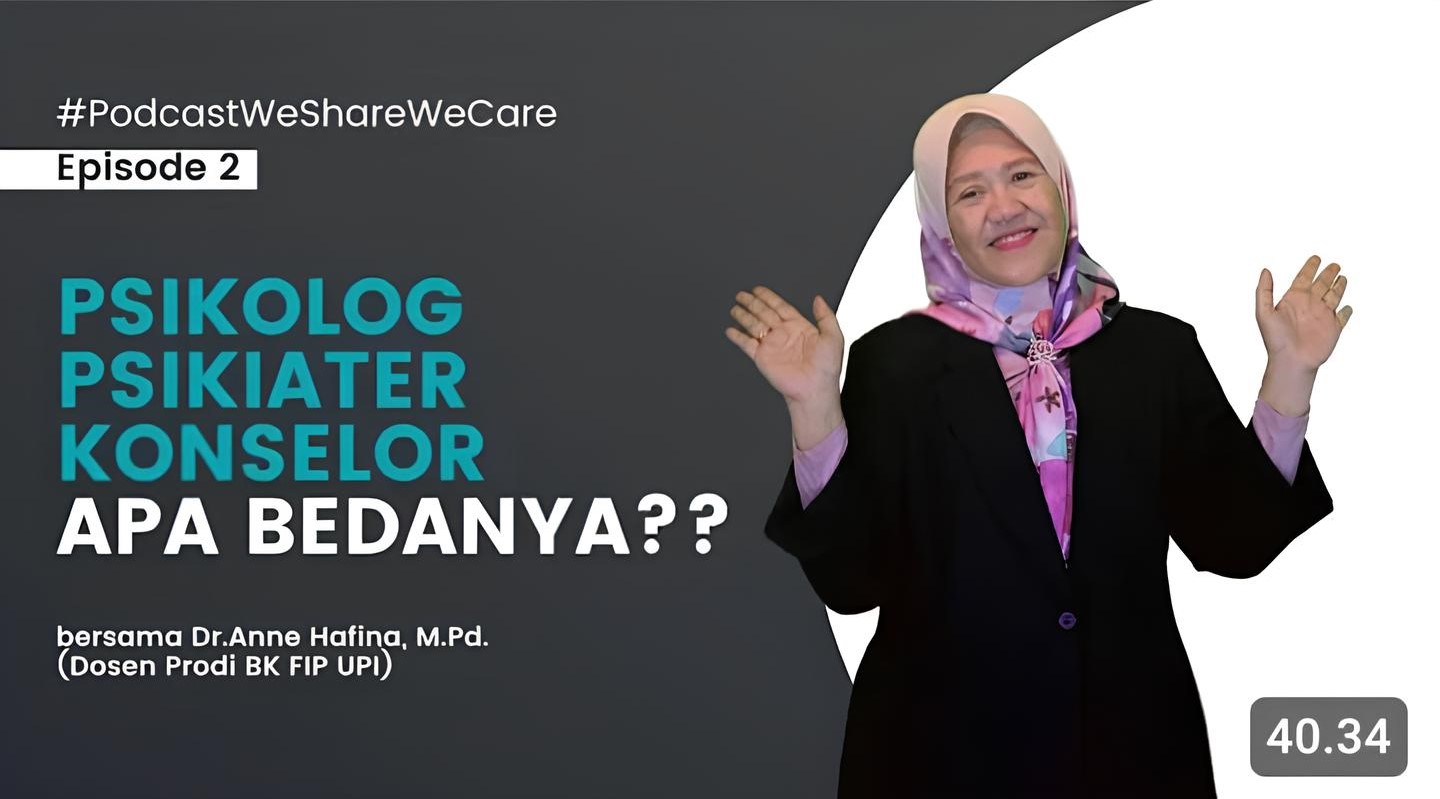 #PodcastWeShareWeCare
Episode 2
PSIKOLOG
PSIKIATER
KONSELOR
APA BEDANYA??
bersama Dr.Anne Hafina, M.Pd.
(Dosen Prodi BK FIP UPI)
40.34